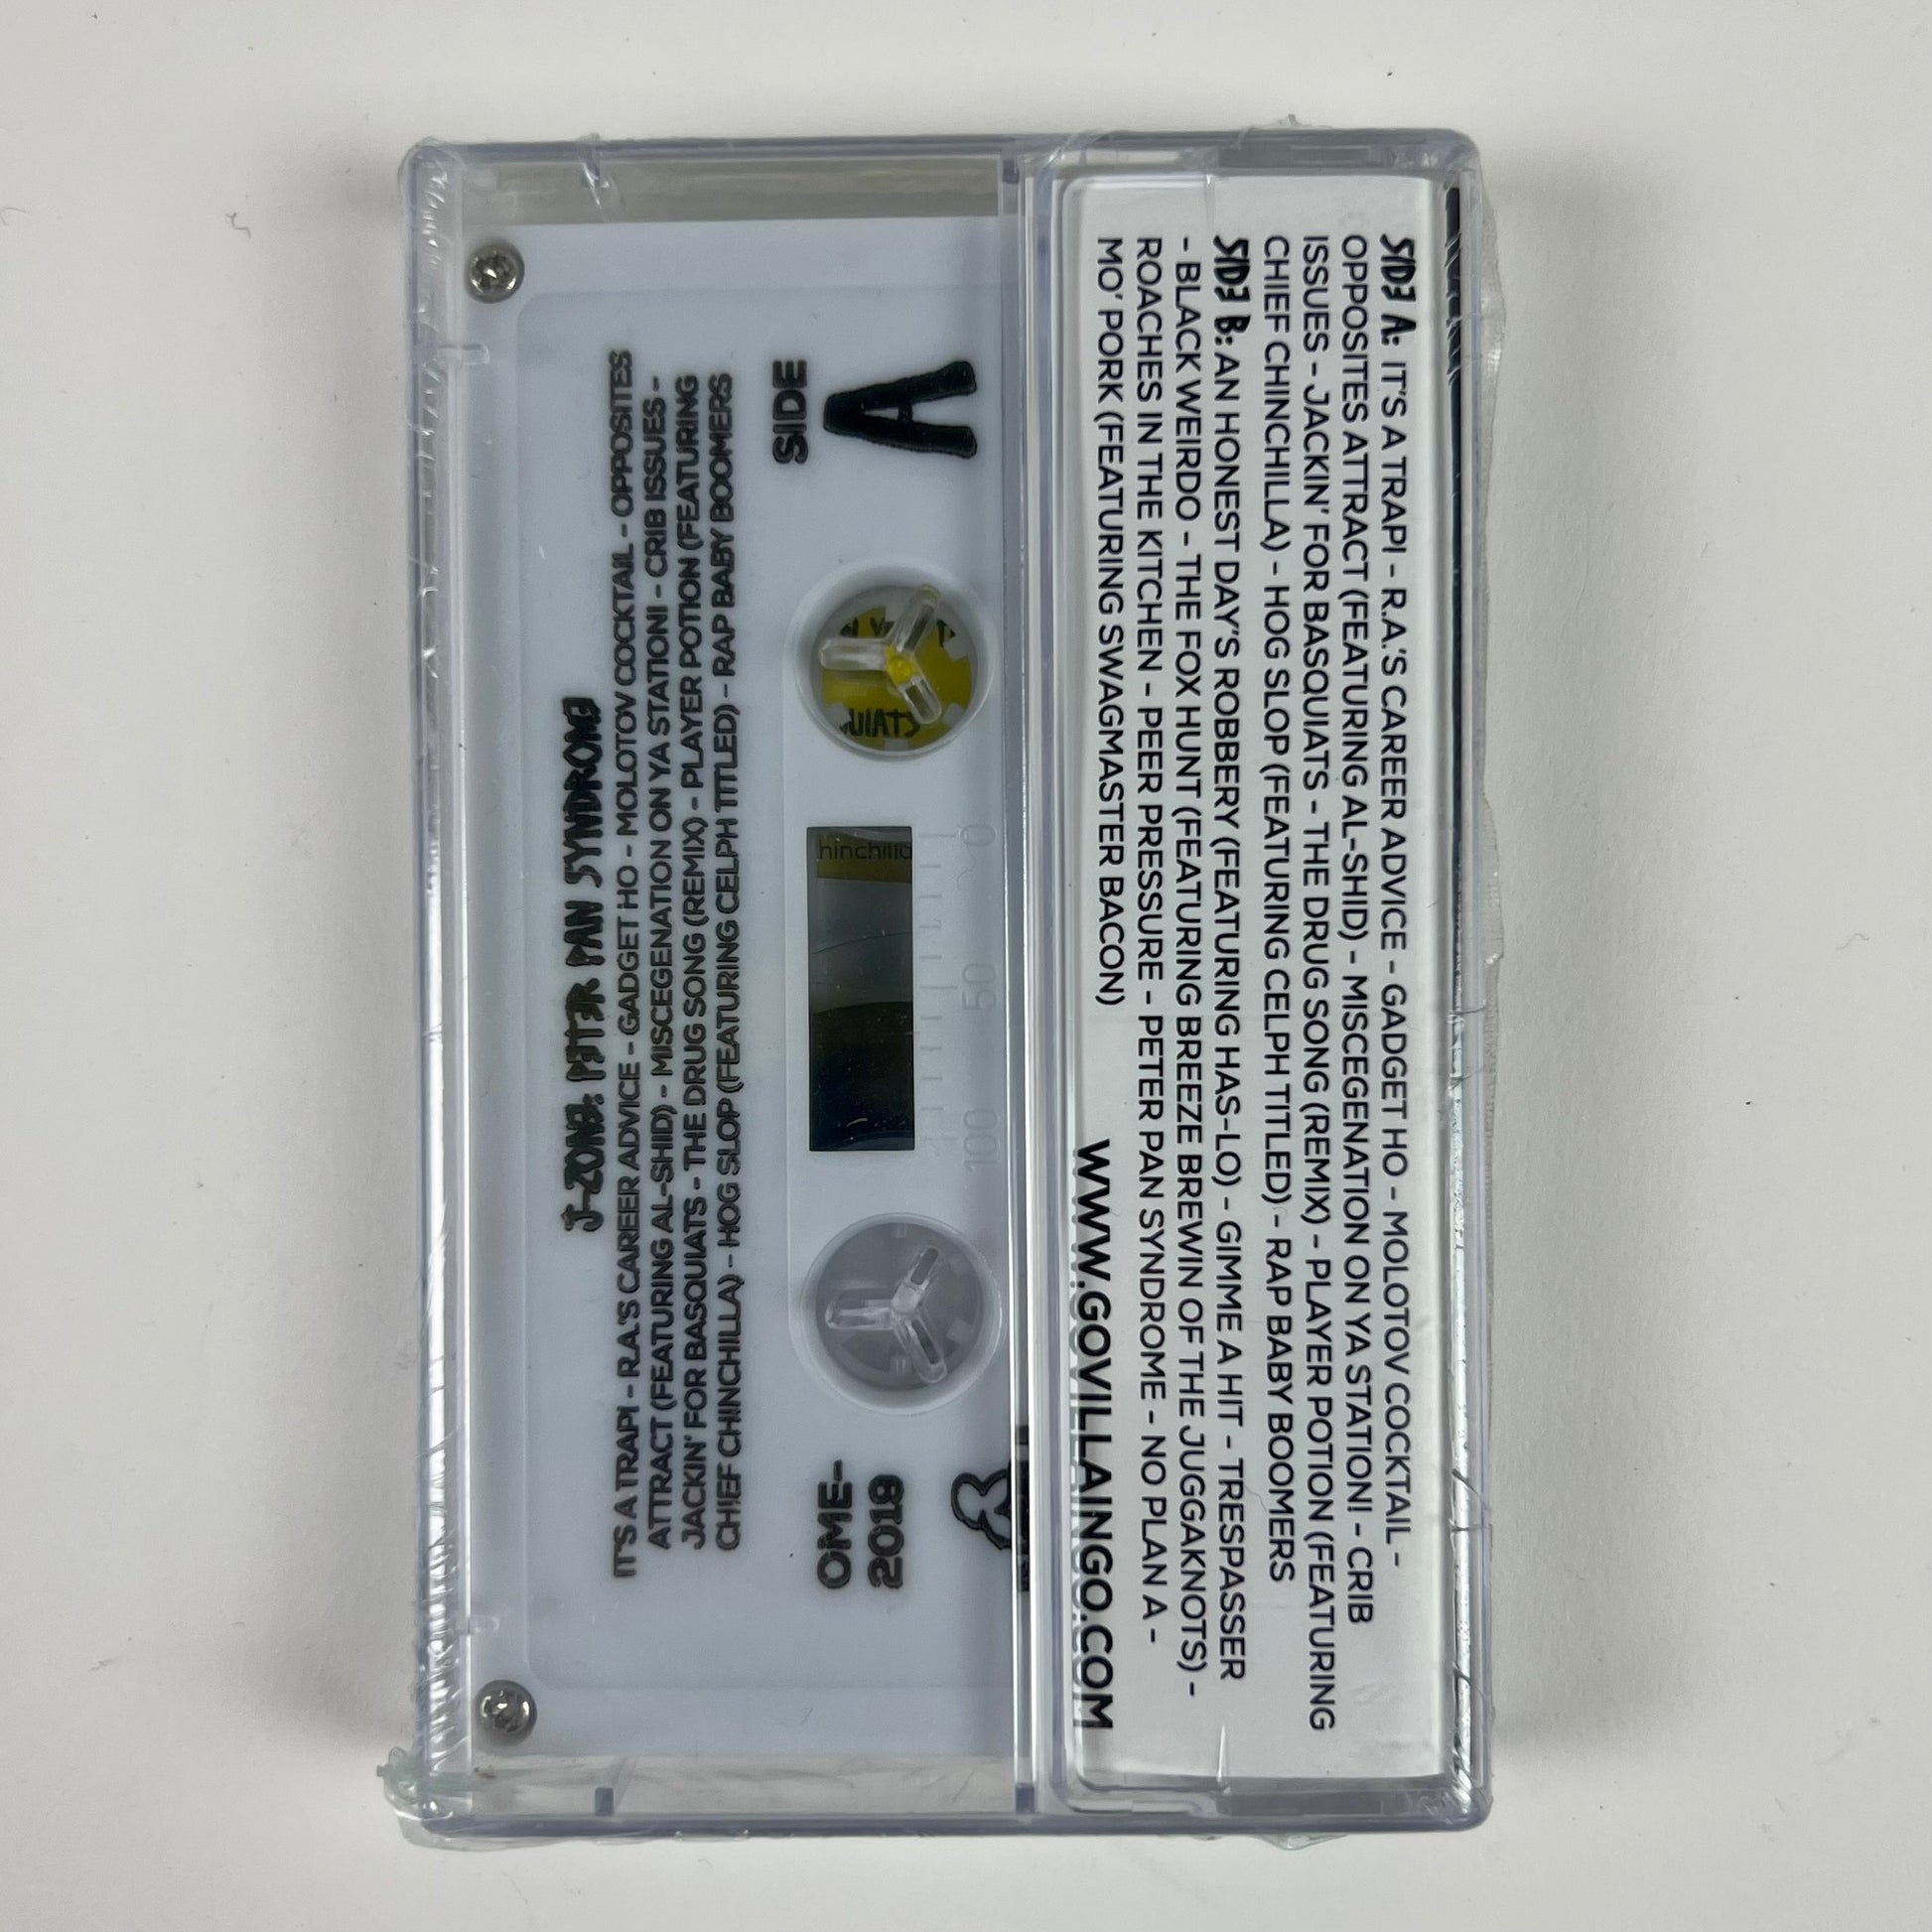 SIDE A: IT'S A TRAP! - R.A.'S CAREER ADVICE - GADGET HO - MOLOTOV COCKTAIL -
OPPOSITES ATTRACT (FEATURING AL-SHID) - MISCEGENATION ON YA STATION! - CRIB
ISSUES - JACKIN' FOR BASQUIATS - THE DRUG SONG (REMIX) - PLAYER POTION (FEATURING
CHIEF CHINCHILLA) - HOG SLOP (FEATURING CELPH TITLED) - RAP BABY BOOMERS
SIDE B: AN HONEST DAY'S ROBBERY (FEATURING HAS-LO) - GIMME A HIT - TRESPASSER
- BLACK WEIRDO - THE FOX HUNT (FEATURING BREEZE BREWIN OF THE JUGGAKNOTS) -
ROACHES IN THE KITCHEN - PEER PRESSURE - PETER PAN SYNDROME - NO PLAN A -
MO' PORK (FEATURING SWAGMASTER BACON)
WWW.GOVILLAINGO.COM
J-ZONE: PETER PAN SYNDROME
IT'S A TRAP! - R.A.'S CAREER ADVICE - GADGET HO - MOLOTOV COCKTAIL - OPPOSITES
ATTRACT (FEATURING AL-SHID) - MISCEGENATION ON YA STATION! - CRIB ISSUES -
JACKIN' FOR BASQUIATS - THE DRUG SONG (REMIX) - PLAYER POTION (FEATURING
CHIEF CHINCHILLA) - HOG SLOP (FEATURING CELPH TITLED) - RAP BABY BOOMERS
SIDE
A
OME-
2019
0 50 100
hinchilla
UIATS